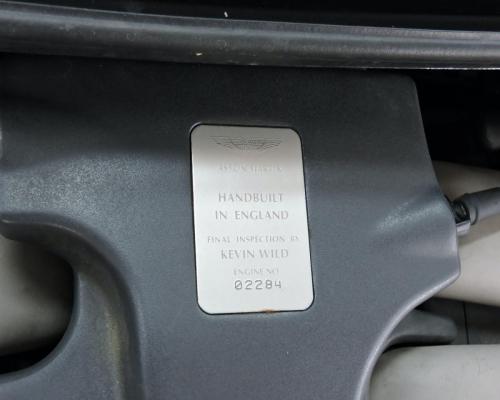 ASTON MARTIN
HANDBUILT
IN ENGLAND
FINAL INSPECTION BY
KEVIN WILD
ENGINE NO
02284